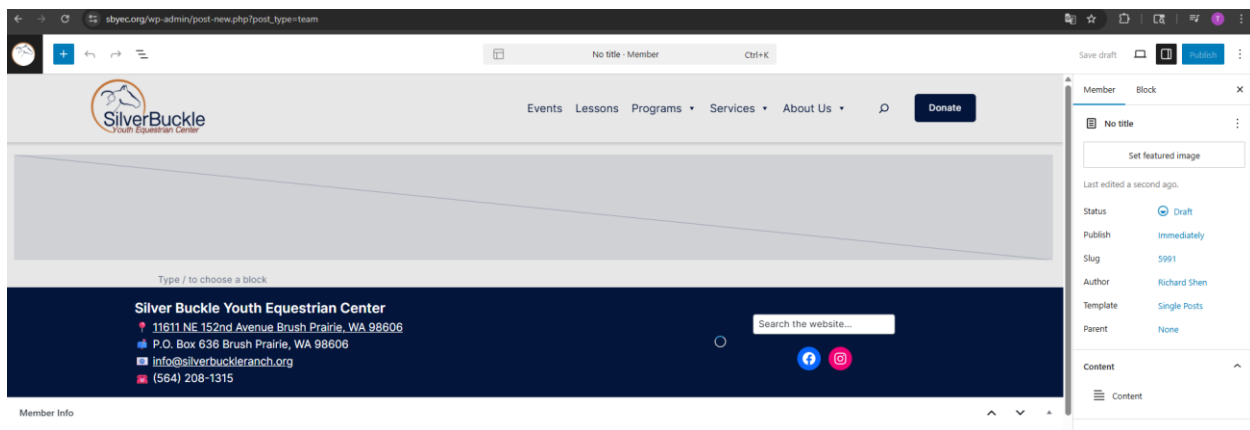 sbyec.org/wp-admin/post-new.php?post_type=team
T
No title · Member
Ctrl+K
Save draft
Publish
SilverBuckle
Youth Equestrian Center
Events Lessons Programs Services About Us
Donate
Type / to choose a block
Silver Buckle Youth Equestrian Center
11611 NE 152nd Avenue Brush Prairie, WA 98606
P.O. Box 636 Brush Prairie, WA 98606
info@silverbuckleranch.org
(564) 208-1315
Search the website...
Member Info
Member Block
No title
Set featured image
Last edited a second ago.
Status Draft
Publish Immediately
Slug 5991
Author Richard Shen
Template Single Posts
Parent None
Content
Content